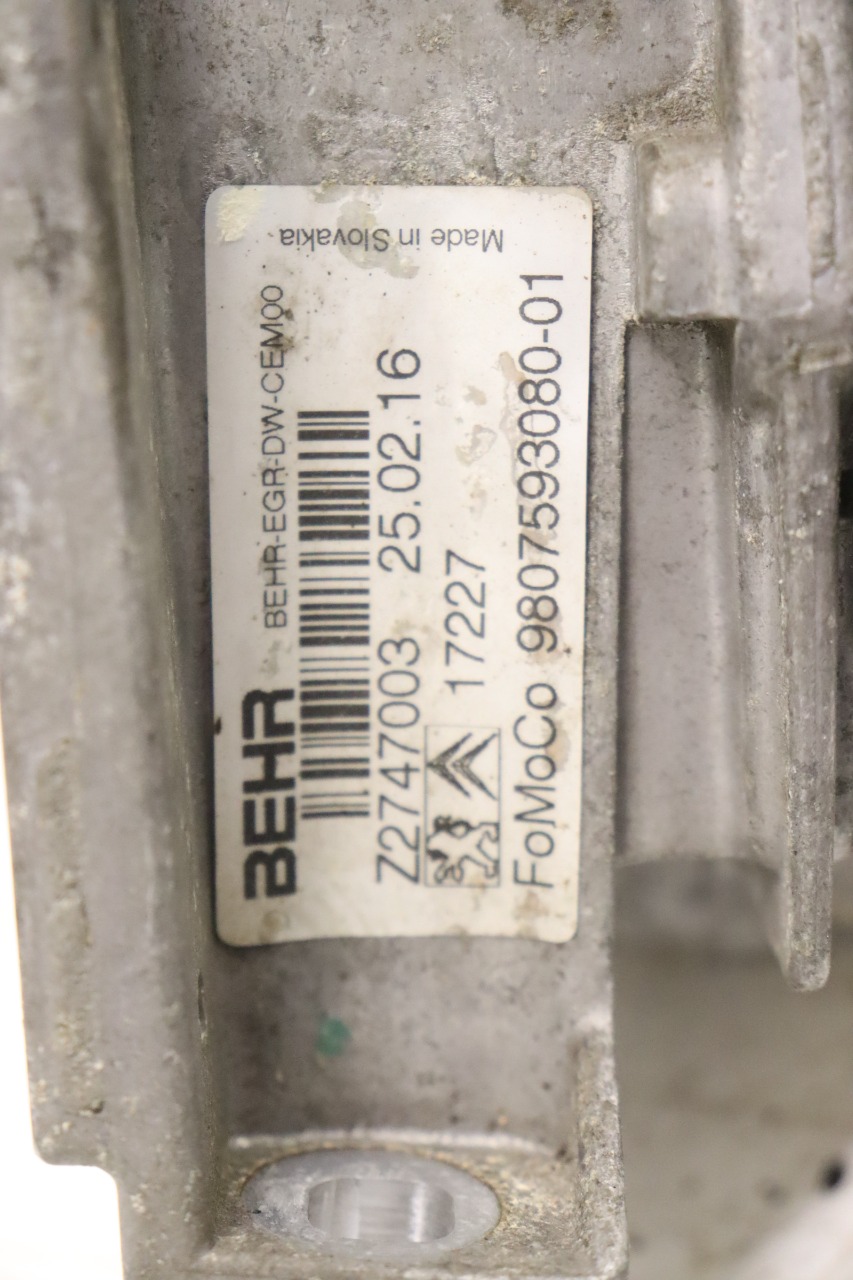 BEHR BEHR-EGR-DW-CEM00
Z2747003 25.02.16
17227
FoMoCo 9807593080-01
Made in Slovakia